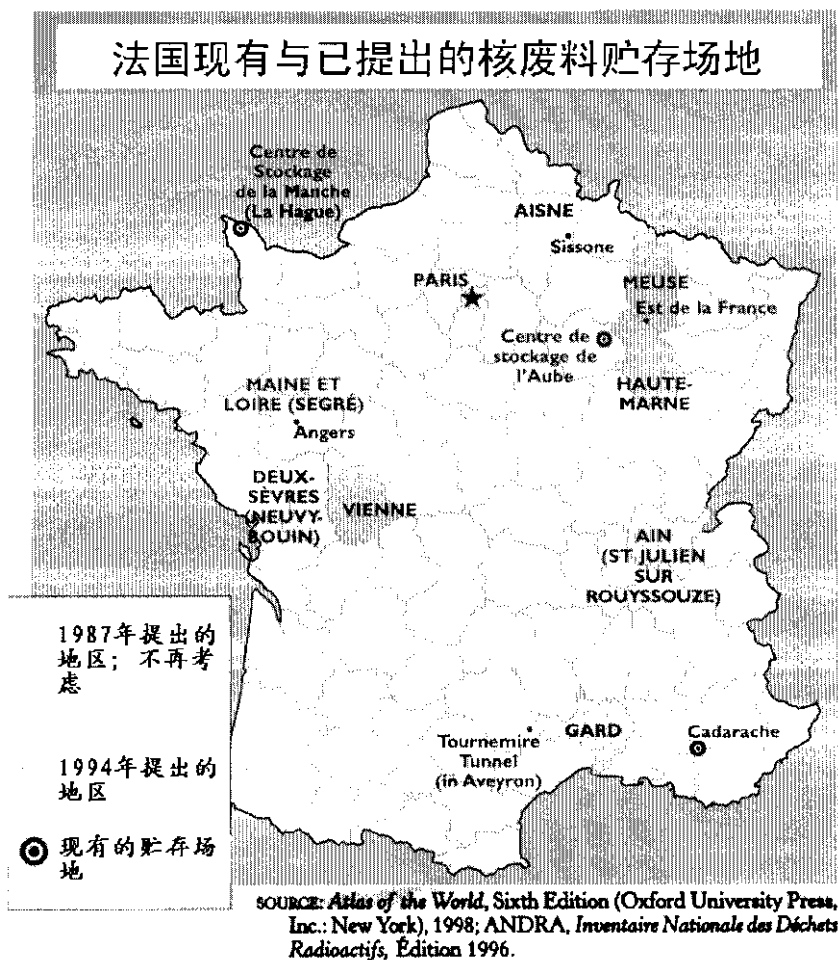 法国现有与已提出的核废料贮存场地
Centre de
Stockage
de la Manche
(La Hague)
AISNE
Sissone
PARIS
MEUSE
Est de la France
Centre de
stockage de
l'Aube
HAUTE-
MARNE
MAINE ET
LOIRE (SEGRÉ)
Angers
DEUX-
SÈVRES
(NEUVY-
BOUIN)
VIENNE
AIN
(ST JULIEN
SUR
ROUYSSOUZE)
1987年提出的
地区；不再考
虑
1994年提出的
地区
现有的贮存场
地
Tournemire
Tunnel
(in Aveyron)
GARD
Cadarache
SOURCE: Atlas of the World, Sixth Edition (Oxford University Press,
Inc.: New York), 1998; ANDRA, Inventaire Nationale des Déchets
Radioactifs, Édition 1996.